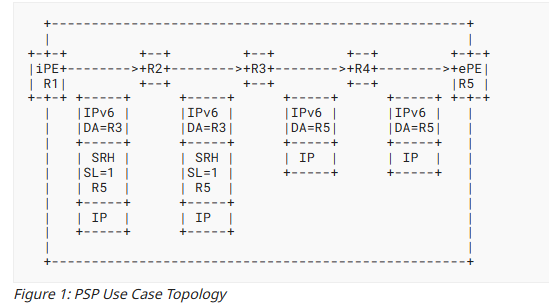 +-------------------------------------------------------+
|                                                       |
+-+-+         +--+         +--+         +--+         +-+-+
|iPE+-------->+R2+-------->+R3+-------->+R4+-------->+ePE|
| R1|         +--+         +--+         +--+         |R5 |
+-+-+ +-----+      +-----+      +-----+      +-----+ +-+-+
|     |IPv6 |      |IPv6 |      |IPv6 |      |IPv6 |   |
|     |DA=R3|      |DA=R3|      |DA=R5|      |DA=R5|   |
|     +-----+      +-----+      +-----+      +-----+   |
|     | SRH |      | SRH |      | IP  |      | IP  |   |
|     |SL=1 |      |SL=1 |      +-----+      +-----+   |
|     | R5  |      | R5  |                             |
|     +-----+      +-----+                             |
|     | IP  |      | IP  |                             |
|     +-----+      +-----+                             |
|                                                       |
+-------------------------------------------------------+
Figure 1: PSP Use Case Topology